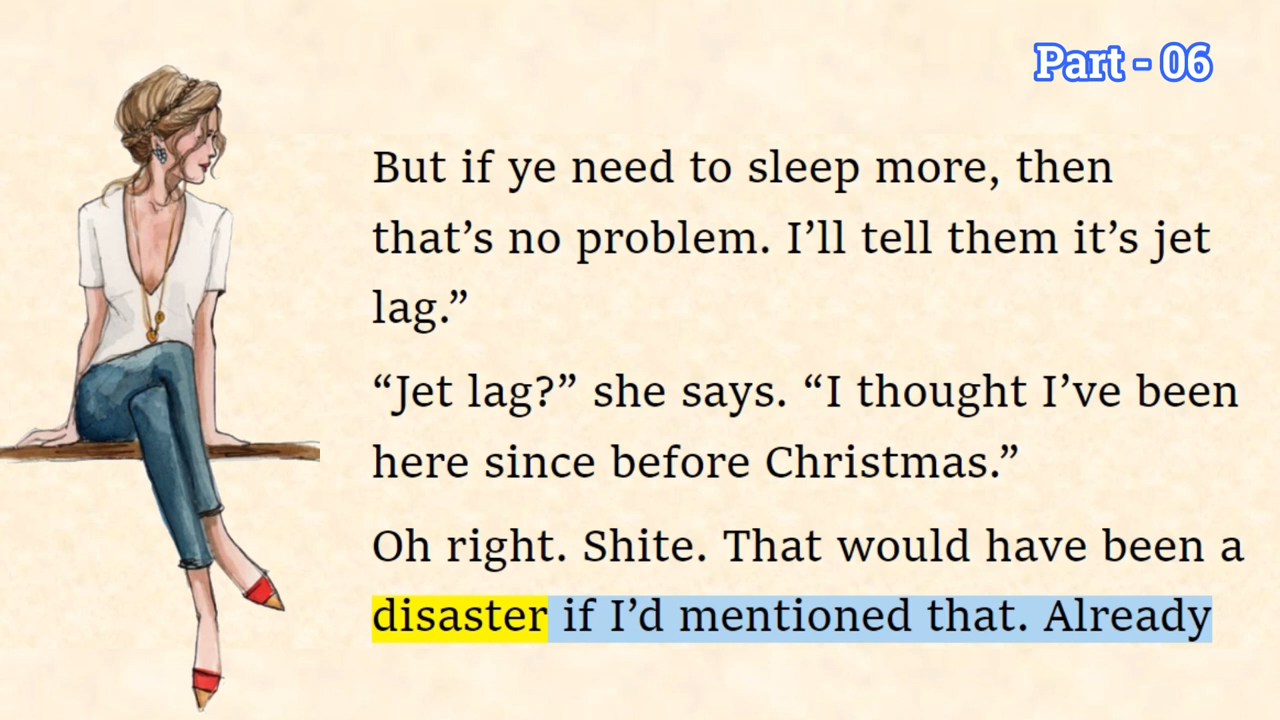 Part - 06
But if ye need to sleep more, then
that’s no problem. I’ll tell them it’s jet
lag.”
“Jet lag?” she says. “I thought I’ve been
here since before Christmas.”
Oh right. Shite. That would have been a
disaster if I’d mentioned that. Already